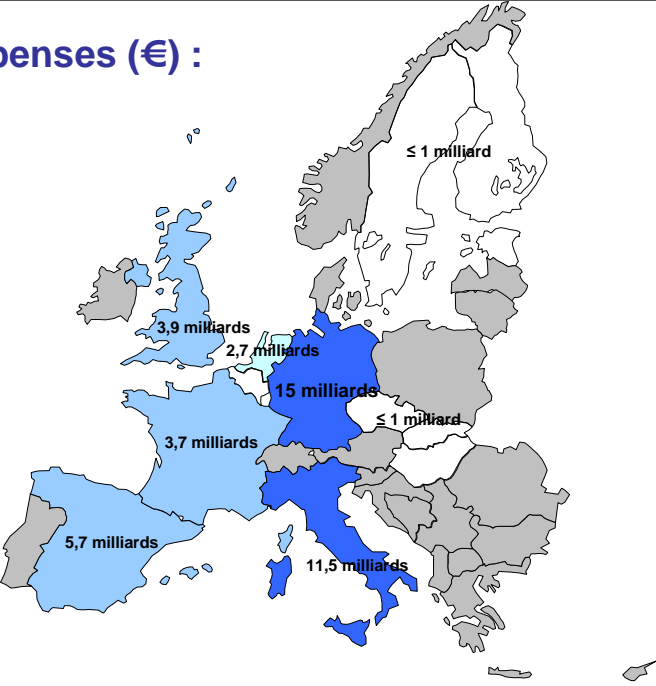 penses (€) :
≤ 1 milliard
3,9 milliards
2,7 milliards
15 milliards
≤ 1 milliard
3,7 milliards
5,7 milliards
11,5 milliards